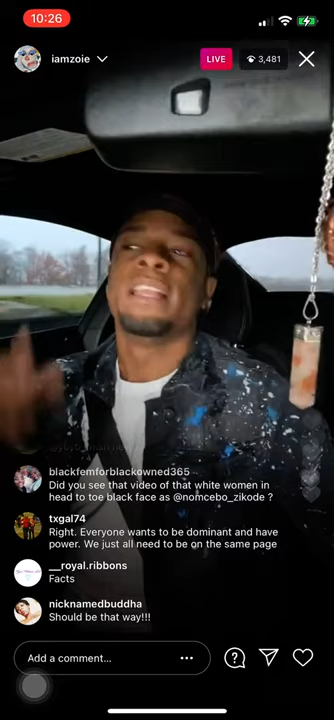 10:26
iamzoie
LIVE
3,481
blackfemforblackowned365
Did you see that video of that white women in
head to toe black face as @nomcebo_zikode ?
txgal74
Right. Everyone wants to be dominant and have
power. We just all need to be on the same page
__royal.ribbons
Facts
nicknamedbuddha
Should be that way!!!
Add a comment...